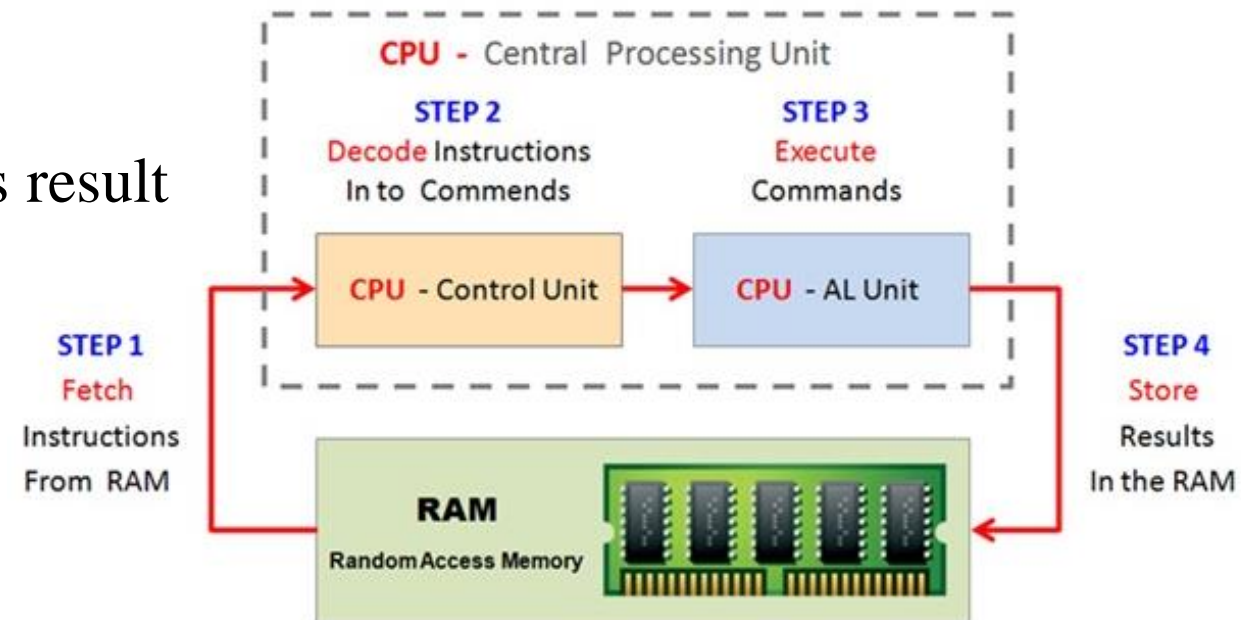 CPU - Central Processing Unit
STEP 2
Decode Instructions
In to Commends
STEP 3
Execute
Commands
result
CPU - Control Unit
CPU - AL Unit
STEP 1
Fetch
Instructions
From RAM
STEP 4
Store
Results
In the RAM
RAM
Random Access Memory